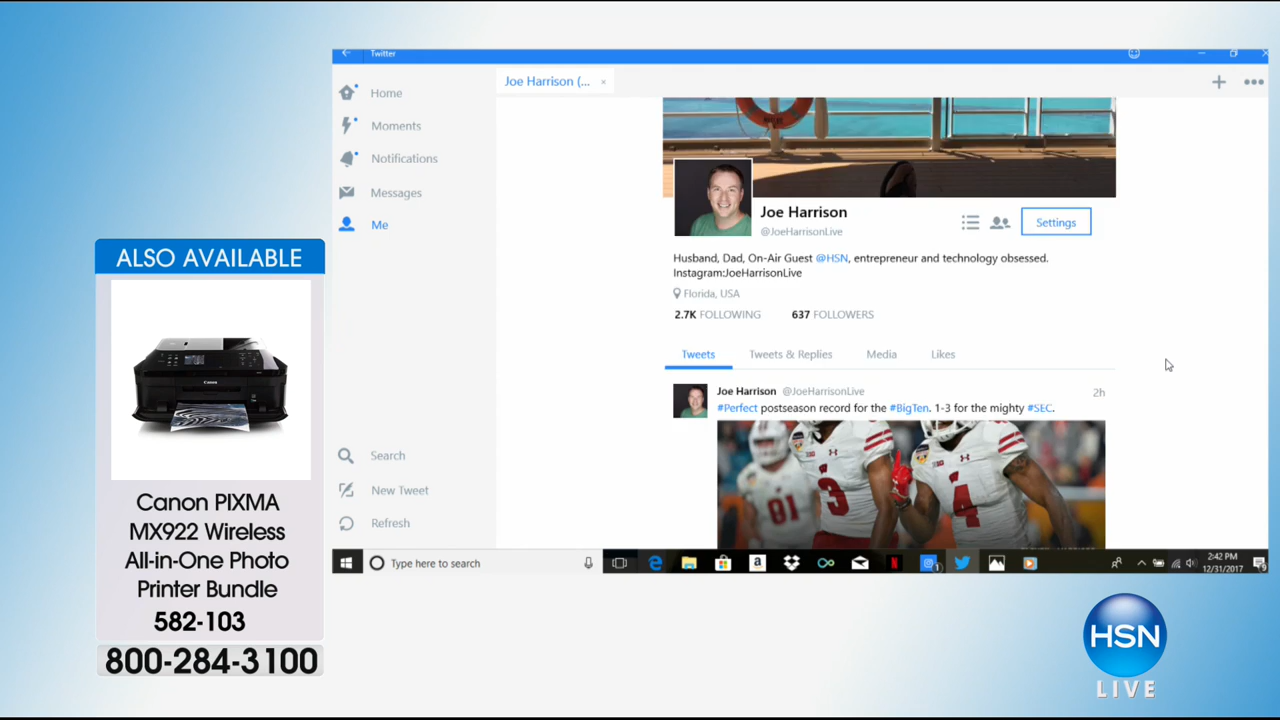 Twitter
Joe Harrison (...
Home
Moments
Notifications
Messages
Me
Joe Harrison
@JoeHarrisonLive
Settings
Husband, Dad, On-Air Guest @HSN, entrepreneur and technology obsessed.
Instagram:JoeHarrisonLive
Florida, USA
2.7K FOLLOWING 637 FOLLOWERS
Tweets Tweets & Replies Media Likes
Joe Harrison @JoeHarrisonLive 2h
#Perfect postseason record for the #BigTen. 1-3 for the mighty #SEC.
81 3 4
Search
New Tweet
Refresh
Type here to search
2:42 PM
12/31/2017
ALSO AVAILABLE
Canon
Canon PIXMA
MX922 Wireless
All-in-One Photo
Printer Bundle
582-103
800-284-3100
HSN
LIVE